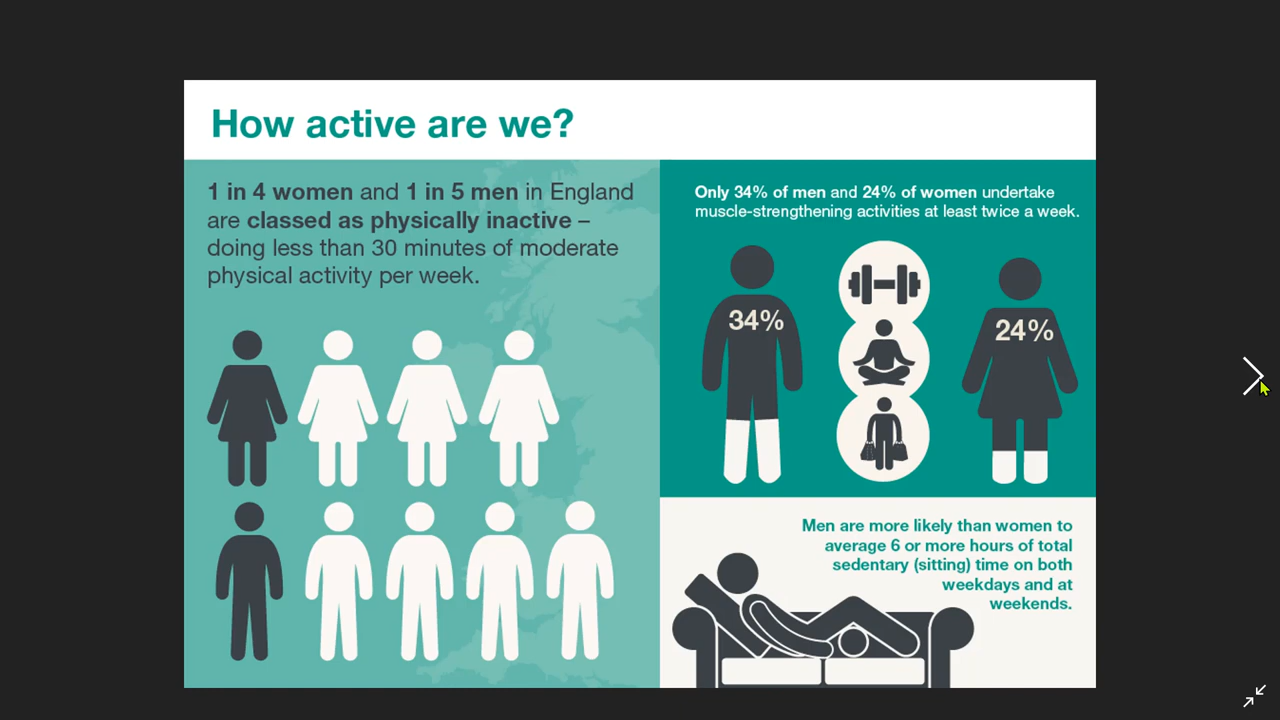 How active are we?
1 in 4 women and 1 in 5 men in England
are classed as physically inactive –
doing less than 30 minutes of moderate
physical activity per week.
Only 34% of men and 24% of women undertake
muscle-strengthening activities at least twice a week.
34%
24%
Men are more likely than women to
average 6 or more hours of total
sedentary (sitting) time on both
weekdays and at
weekends.